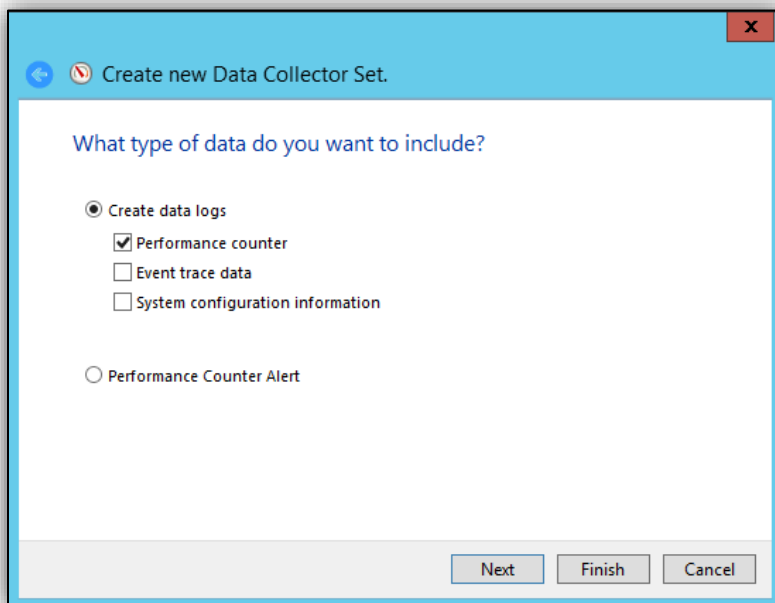 x
Create new Data Collector Set.
What type of data do you want to include?
Create data logs
Performance counter
Event trace data
System configuration information
Performance Counter Alert
Next Finish Cancel